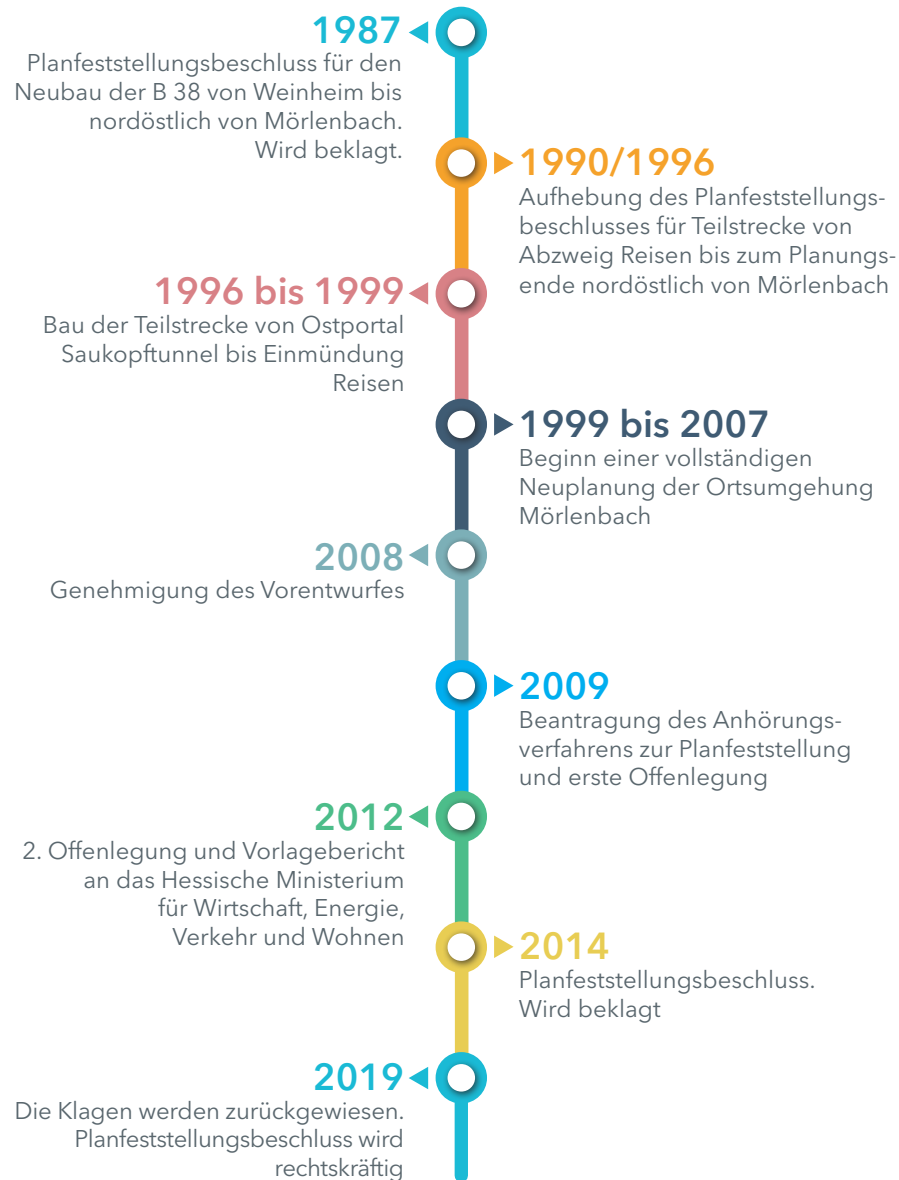 1987
Planfeststellungsbeschluss für den
Neubau der B 38 von Weinheim bis
nordöstlich von Mörlenbach.
Wird beklagt.
1990/1996
Aufhebung des Planfeststellungs-
beschlusses für Teilstrecke von
Abzweig Reisen bis zum Planungs-
ende nordöstlich von Mörlenbach
1996 bis 1999
Bau der Teilstrecke von Ostportal
Saukopftunnel bis Einmündung
Reisen
1999 bis 2007
Beginn einer vollständigen
Neuplanung der Ortsumgehung
Mörlenbach
2008
Genehmigung des Vorentwurfes
2009
Beantragung des Anhörungs-
verfahrens zur Planfeststellung
und erste Offenlegung
2012
2. Offenlegung und Vorlagebericht
an das Hessische Ministerium
für Wirtschaft, Energie,
Verkehr und Wohnen
2014
Planfeststellungsbeschluss.
Wird beklagt
2019
Die Klagen werden zurückgewiesen.
Planfeststellungsbeschluss wird
rechtskräftig